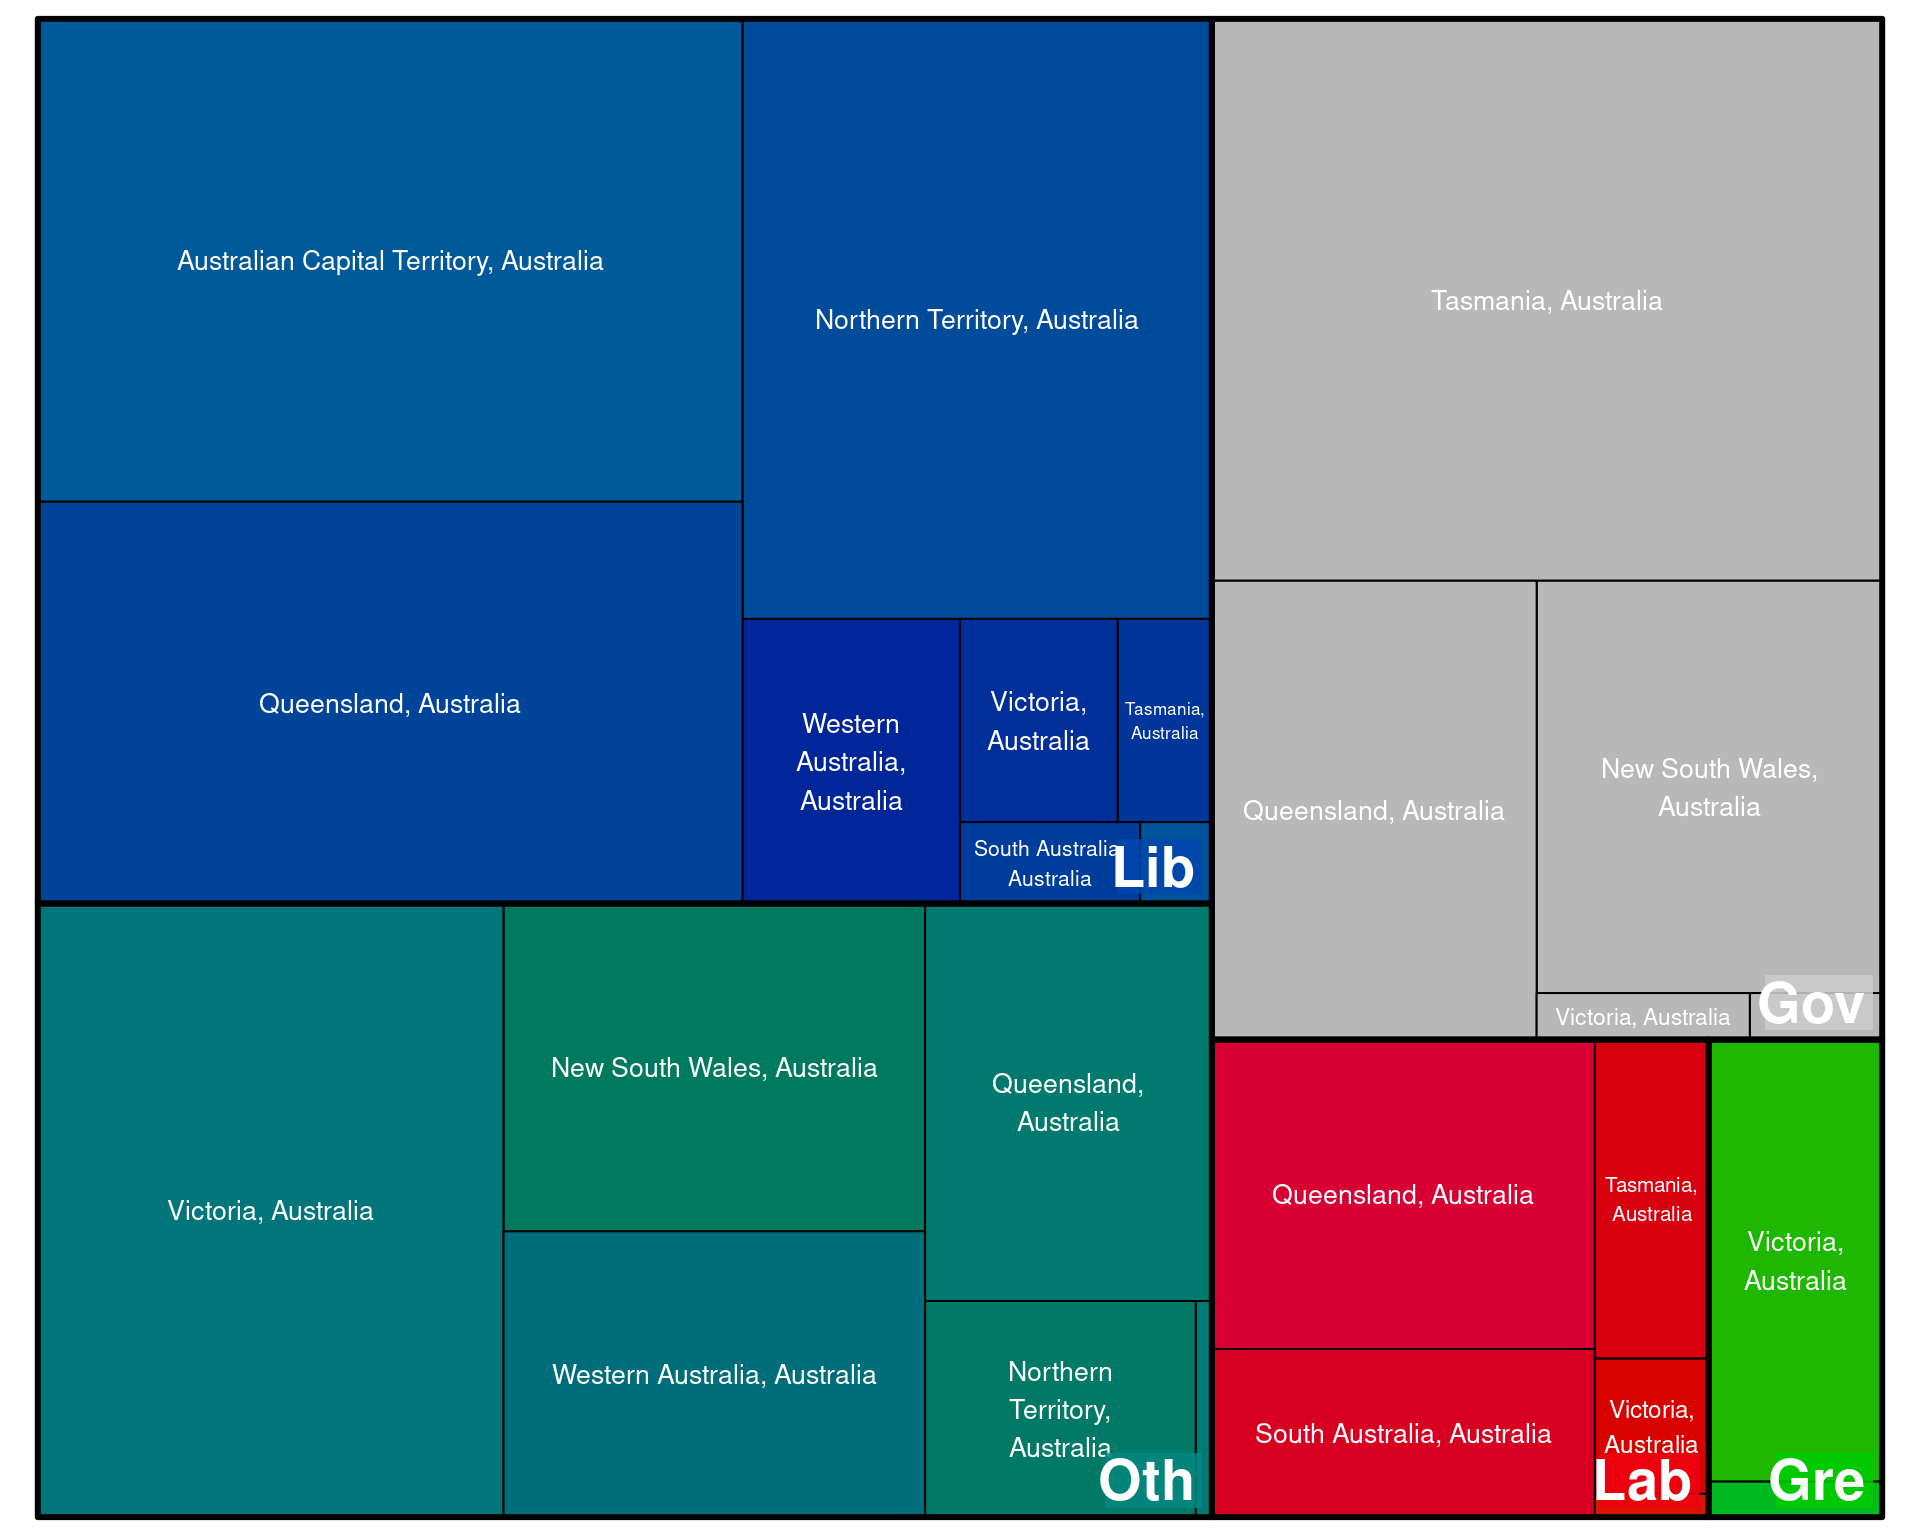 Australian Capital Territory, Australia
Northern Territory, Australia
Queensland, Australia
Western
Australia,
Australia
Victoria,
Australia
Tasmania,
Australia
South Australia
Australia
Lib
Tasmania, Australia
Queensland, Australia
New South Wales,
Australia
Victoria, Australia
Gov
Victoria, Australia
New South Wales, Australia
Western Australia, Australia
Queensland,
Australia
Northern
Territory,
Australia
Oth
Queensland, Australia
South Australia, Australia
Tasmania,
Australia
Victoria,
Australia
Lab
Victoria,
Australia
Gre